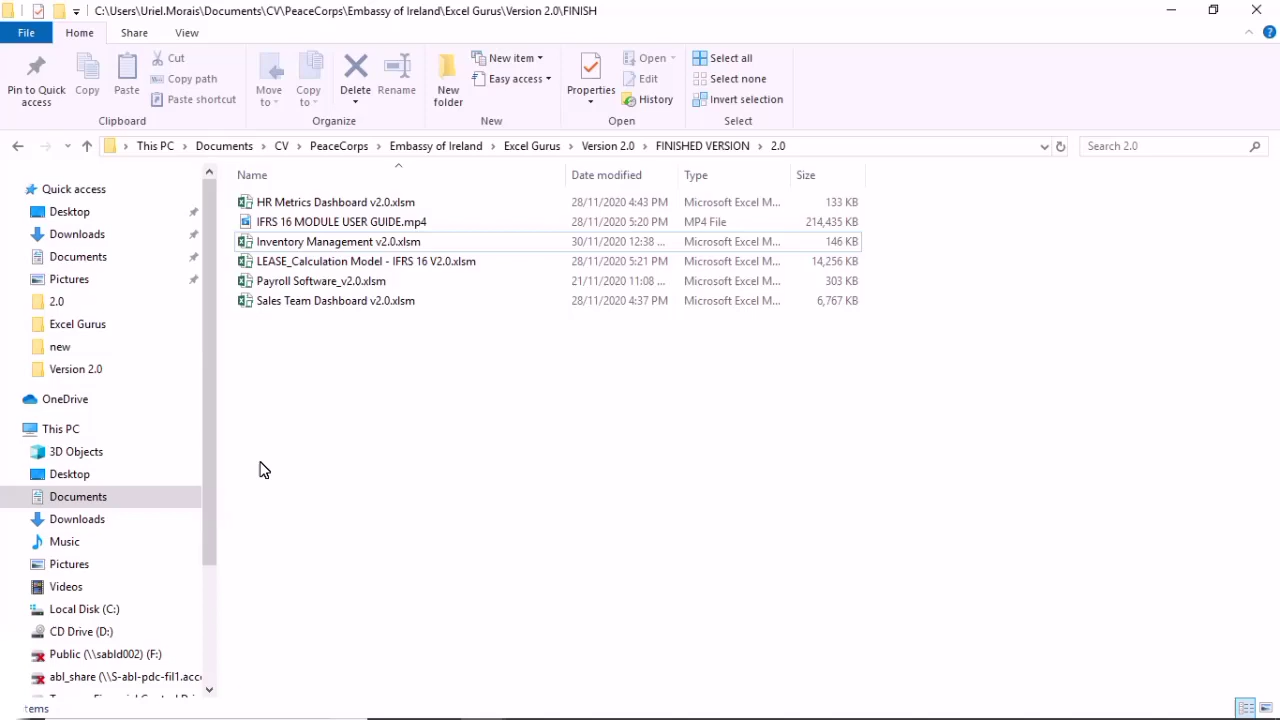 C:\Users\Uriel.Morais\Documents\CV\PeaceCorps\Embassy of Ireland\Excel Gurus\Version 2.0\FINISH
File Home Share View
Pin to Quick access
Copy
Paste
Cut
Copy path
Paste shortcut
Clipboard
Move to
Copy to
Delete
Rename
Organize
New folder
New item
Easy access
New
Properties
Open
Edit
History
Open
Select all
Select none
Invert selection
Select
This PC > Documents > CV > PeaceCorps > Embassy of Ireland > Excel Gurus > Version 2.0 > FINISHED VERSION > 2.0
Search 2.0
Name Date modified Type Size
HR Metrics Dashboard v2.0.xlsm 28/11/2020 4:43 PM Microsoft Excel M... 133 KB
IFRS 16 MODULE USER GUIDE.mp4 28/11/2020 5:20 PM MP4 File 214,435 KB
Inventory Management v2.0.xlsm 30/11/2020 12:38 ... Microsoft Excel M... 146 KB
LEASE_Calculation Model - IFRS 16 V2.0.xlsm 28/11/2020 5:21 PM Microsoft Excel M... 14,256 KB
Payroll Software_v2.0.xlsm 21/11/2020 11:08 ... Microsoft Excel M... 303 KB
Sales Team Dashboard v2.0.xlsm 28/11/2020 4:37 PM Microsoft Excel M... 6,767 KB
Quick access
Desktop
Downloads
Documents
Pictures
2.0
Excel Gurus
new
Version 2.0
OneDrive
This PC
3D Objects
Desktop
Documents
Downloads
Music
Pictures
Videos
Local Disk (C:)
CD Drive (D:)
Public (\\sabld002) (F:)
abl_share (\\S-abl-pdc-fil1.acce
tems